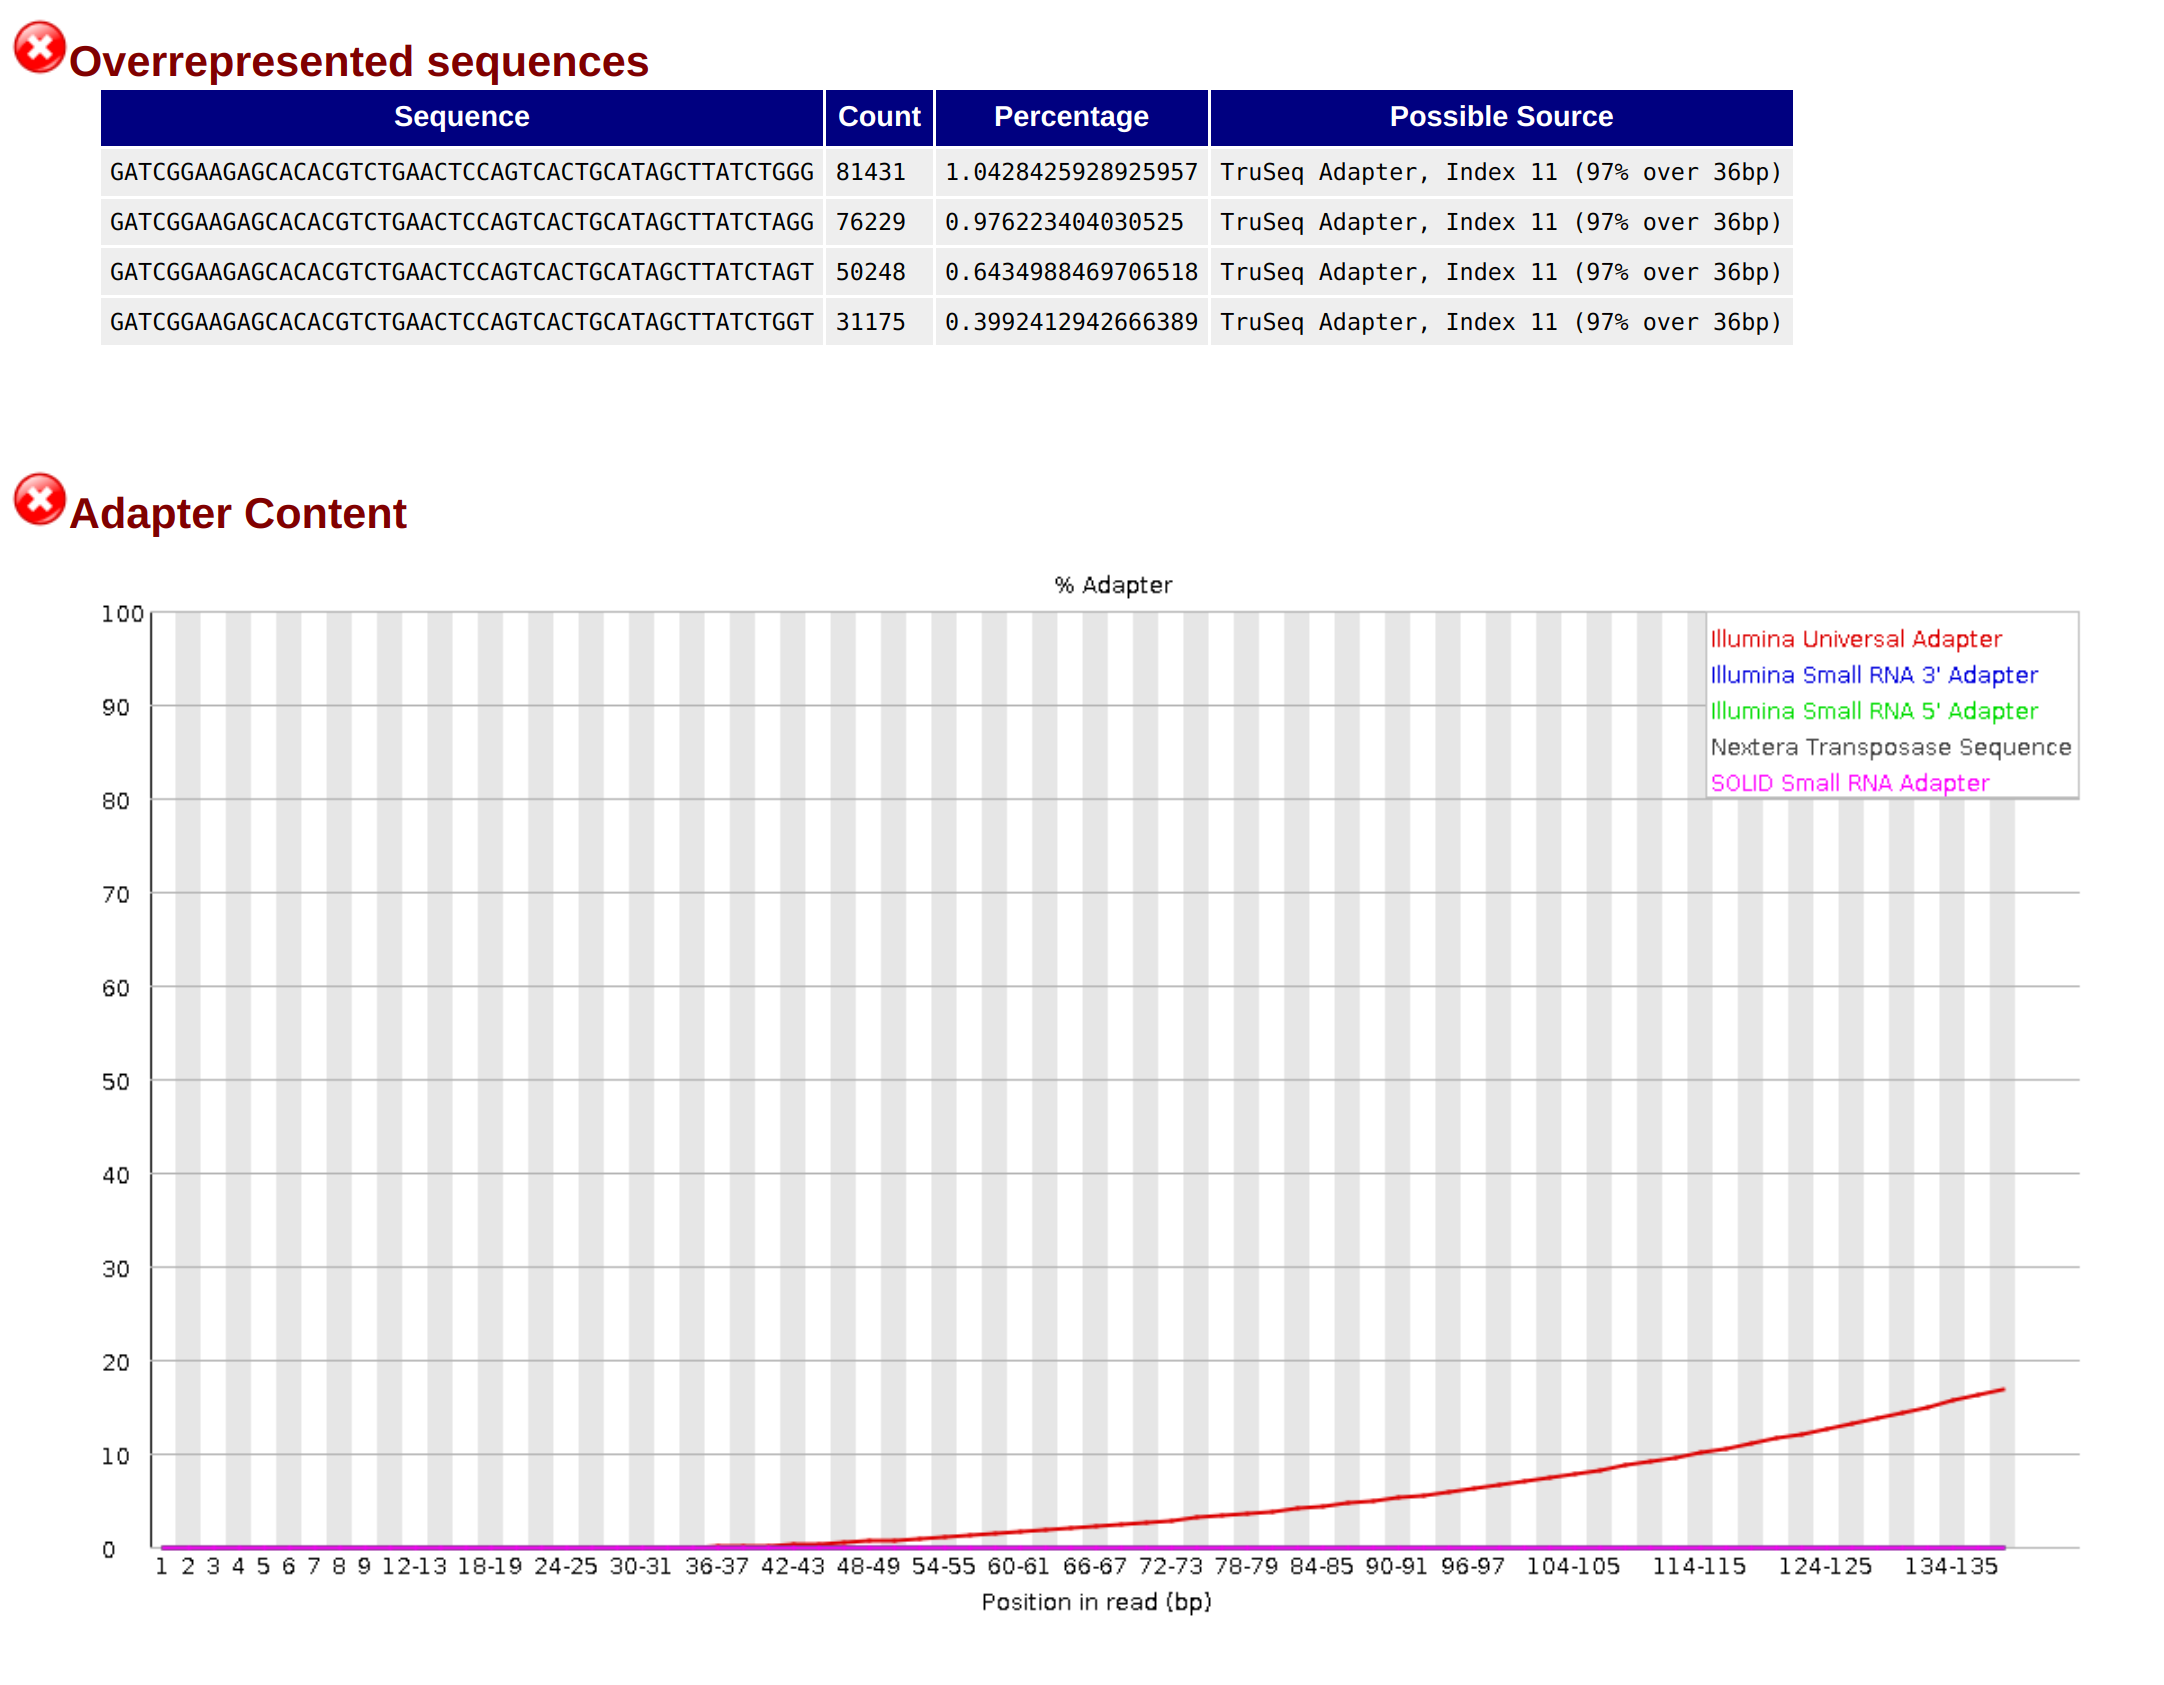 Overrepresented sequences
Sequence Count Percentage Possible Source
GATCGGAAGAGCACACGTCTGAACTCCAGTCACTGCATAGCTTATCTGGG 81431 1.0428425928925957 TruSeq Adapter, Index 11 (97% over 36bp)
GATCGGAAGAGCACACGTCTGAACTCCAGTCACTGCATAGCTTATCTAGG 76229 0.976223404030525 TruSeq Adapter, Index 11 (97% over 36bp)
GATCGGAAGAGCACACGTCTGAACTCCAGTCACTGCATAGCTTATCTAGT 50248 0.6434988469706518 TruSeq Adapter, Index 11 (97% over 36bp)
GATCGGAAGAGCACACGTCTGAACTCCAGTCACTGCATAGCTTATCTGGT 31175 0.3992412942666389 TruSeq Adapter, Index 11 (97% over 36bp)
Adapter Content
% Adapter
100
Illumina Universal Adapter
Illumina Small RNA 3' Adapter
Illumina Small RNA 5' Adapter
Nextera Transposase Sequence
SOLID Small RNA Adapter
90
80
70
60
50
40
30
20
10
0
1 2 3 4 5 6 7 8 9 12-13 18-19 24-25 30-31 36-37 42-43 48-49 54-55 60-61 66-67 72-73 78-79 84-85 90-91 96-97 104-105 114-115 124-125 134-135
Position in read (bp)